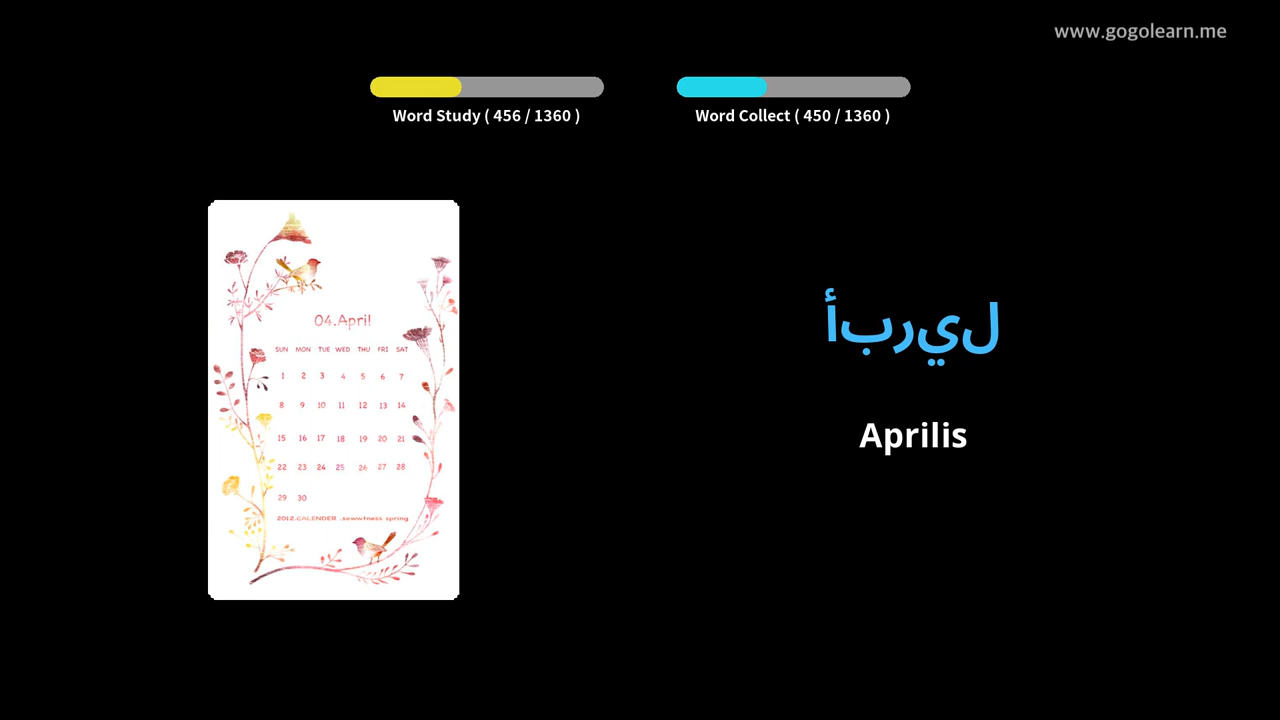 www.gogolearn.me
Word Study ( 456 / 1360 )
Word Collect ( 450 / 1360 )
04.April
SUN MON TUE WED THU FRI SAT
1 2 3 4 5 6 7
8 9 10 11 12 13 14
15 16 17 18 19 20 21
22 23 24 25 26 27 28
29 30
2012.CALENDER .sewwtness spring
أبريل
Aprilis